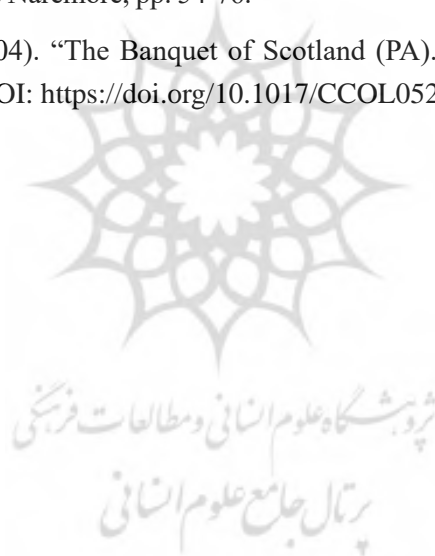 Naremore, pp. 54-76.
04). “The Banquet of Scotland (PA).
OI: https://doi.org/10.1017/CCOL052
پژوهشگاه علوم انسانی و مطالعات فرهنگی
پرتال جامع علوم انسانی